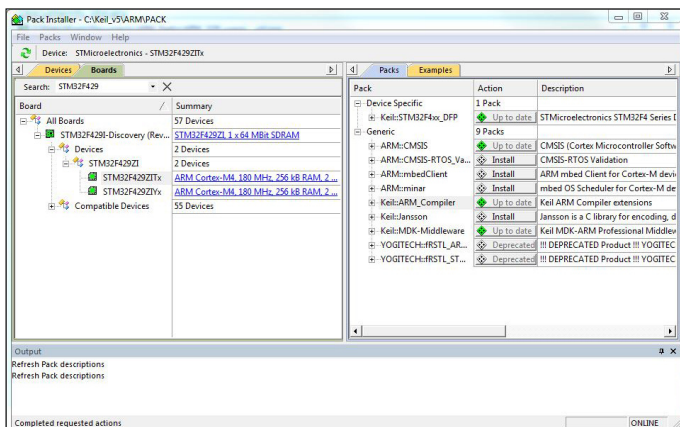 Pack Installer - C:\Keil_v5\ARM\PACK
File Packs Window Help
Device: STMicroelectronics - STM32F429ZITx
Devices Boards
Search: STM32F429
Board / Summary
All Boards 57 Devices
STM32F429I-Discovery (Rev... STM32F429ZI, 1 x 64 MBit SDRAM
Devices 2 Devices
STM32F429ZI 2 Devices
STM32F429ZITx ARM Cortex-M4, 180 MHz, 256 kB RAM, 2 ...
STM32F429ZIYx ARM Cortex-M4, 180 MHz, 256 kB RAM, 2 ...
Compatible Devices 55 Devices
Packs Examples
Pack Action Description
Device Specific 1 Pack
Keil::STM32F4xx_DFP Up to date STMicroelectronics STM32F4 Series D
Generic 9 Packs
ARM::CMSIS Up to date CMSIS (Cortex Microcontroller Softw
ARM::CMSIS-RTOS_Va... Install CMSIS-RTOS Validation
ARM::mbedClient Install ARM mbed Client for Cortex-M devi
ARM::minar Install mbed OS Scheduler for Cortex-M de
Keil::ARM_Compiler Up to date Keil ARM Compiler extensions
Keil::Jansson Install Jansson is a C library for encoding, d
Keil::MDK-Middleware Up to date Keil MDK-ARM Professional Middlew
YOGITECH::fRSTL_AR... Deprecated !!! DEPRECATED Product !!! YOGITEC
YOGITECH::fRSTL_ST... Deprecated !!! DEPRECATED Product !!! YOGITEC
Output
Refresh Pack descriptions
Refresh Pack descriptions
Completed requested actions ONLINE